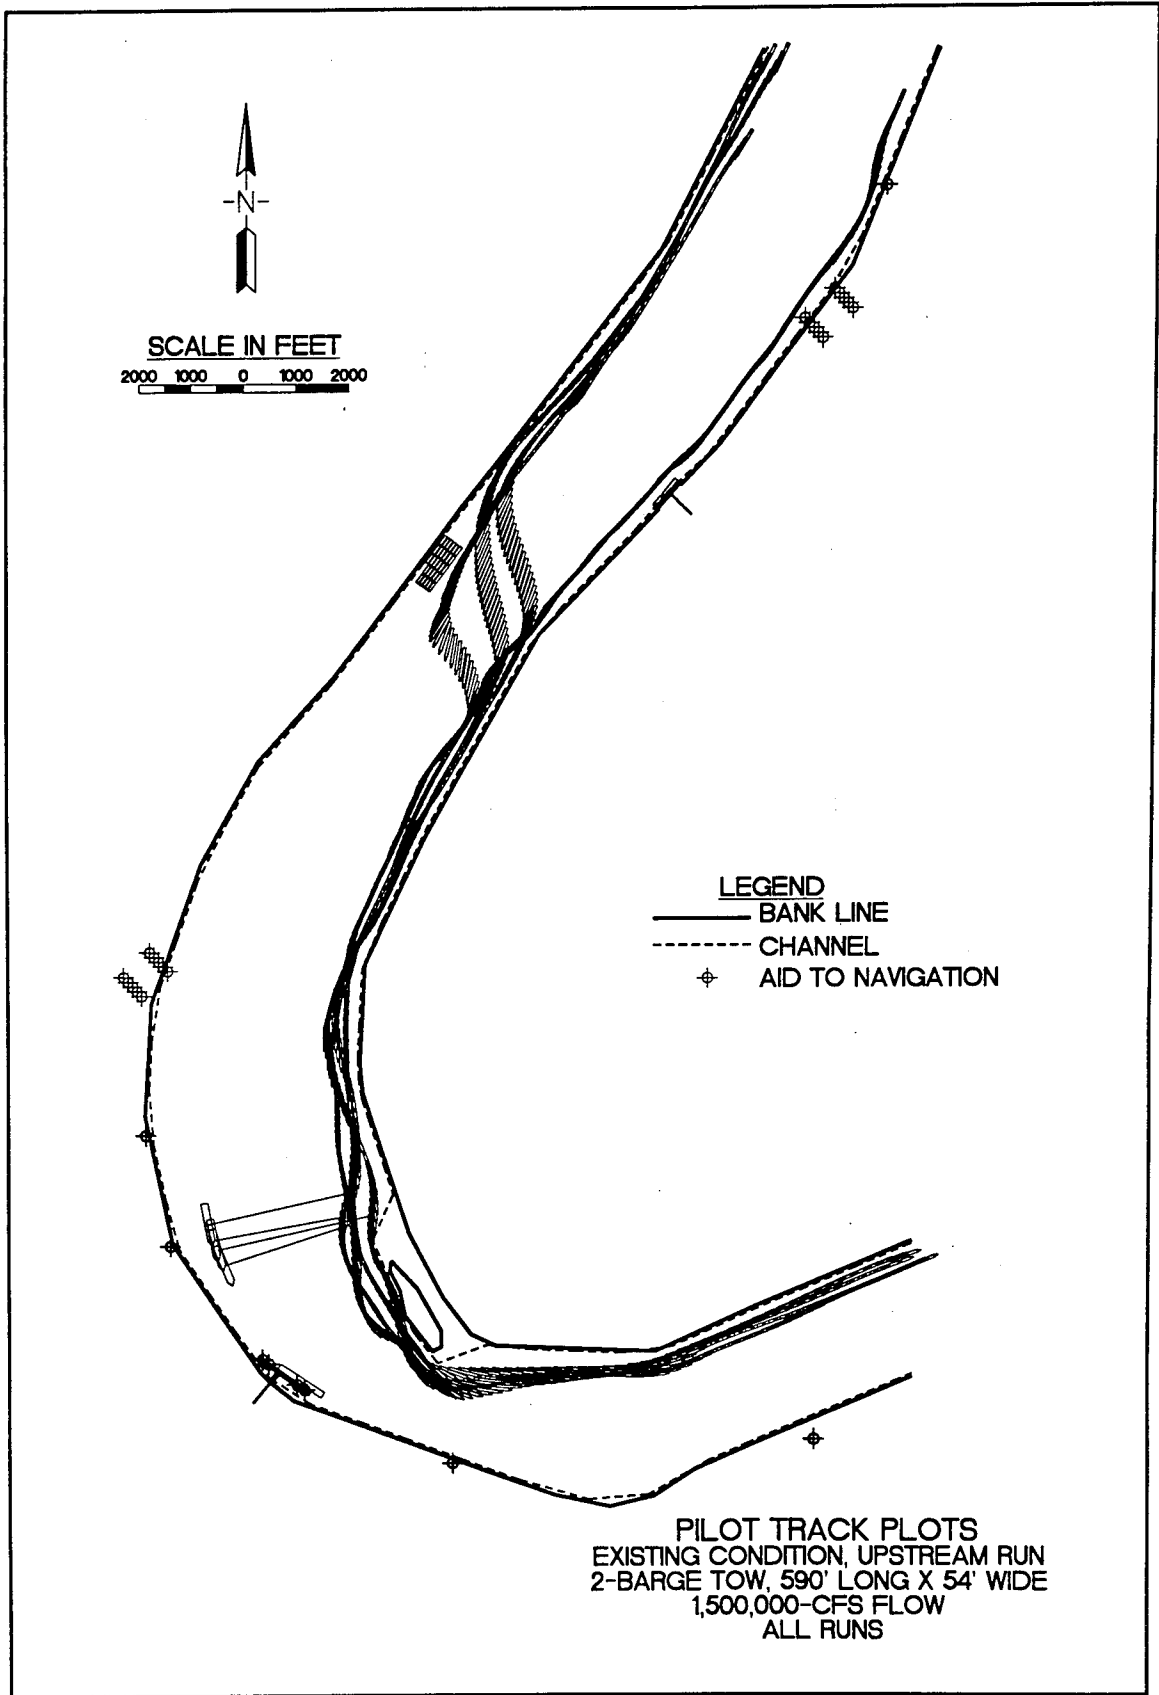 -N-
SCALE IN FEET
2000 1000 0 1000 2000
LEGEND
BANK LINE
CHANNEL
AID TO NAVIGATION
PILOT TRACK PLOTS
EXISTING CONDITION, UPSTREAM RUN
2-BARGE TOW, 590' LONG X 54' WIDE
1,500,000-CFS FLOW
ALL RUNS